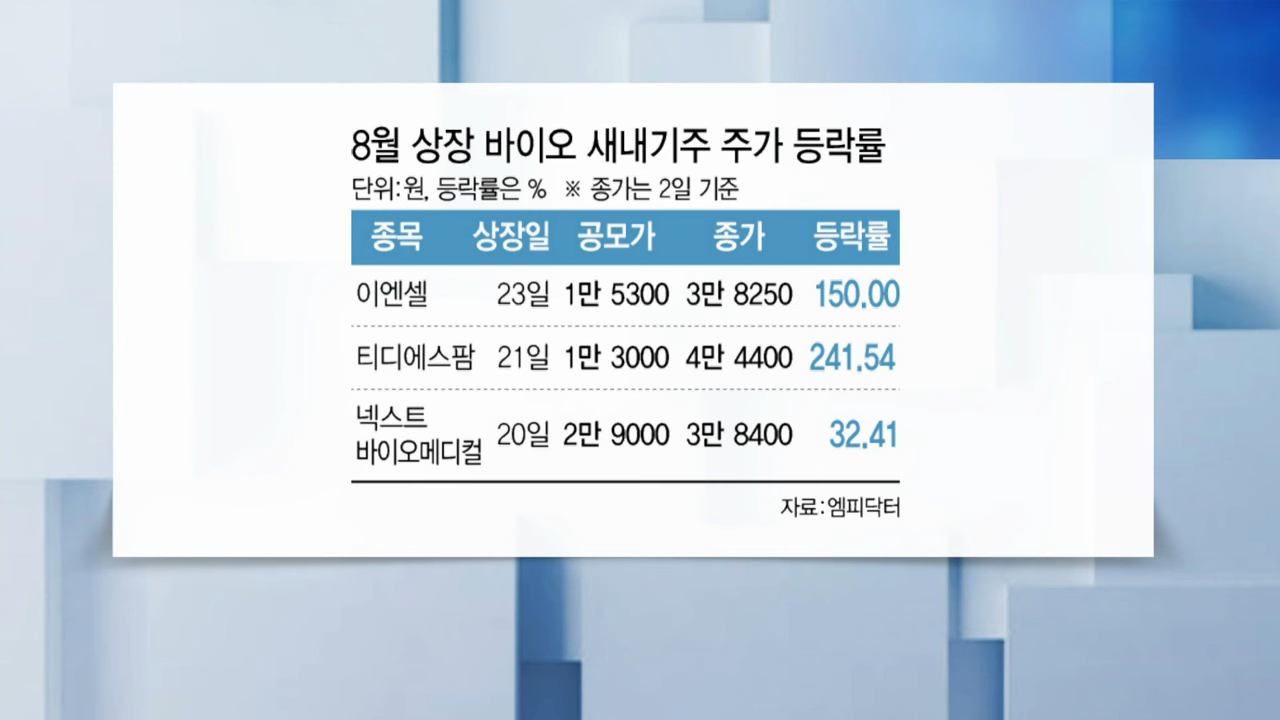 8월 상장 바이오 새내기주 주가 등락률
단위:원, 등락률은 % ※ 종가는 2일 기준
종목 상장일 공모가 종가 등락률
이엔셀 23일 1만 5300 3만 8250 150.00
티디에스팜 21일 1만 3000 4만 4400 241.54
넥스트
바이오메디컬 20일 2만 9000 3만 8400 32.41
자료:엠피닥터